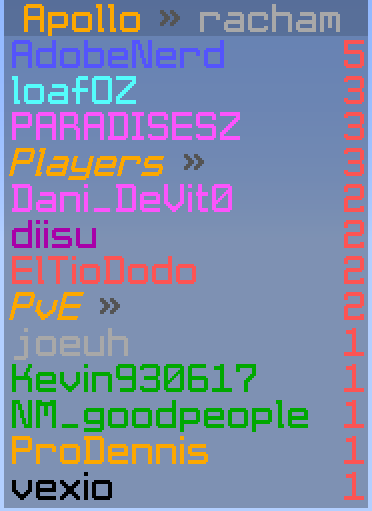 Apollo » racham
AdobeNerd 5
loafOZ 3
PARADISESZ 3
Players » 3
Dani_DeVit0 2
diisu 2
ElTioDodo 2
PvE » 2
joeuh 1
Kevin930617 1
NM_goodpeople 1
ProDennis 1
vexio 1